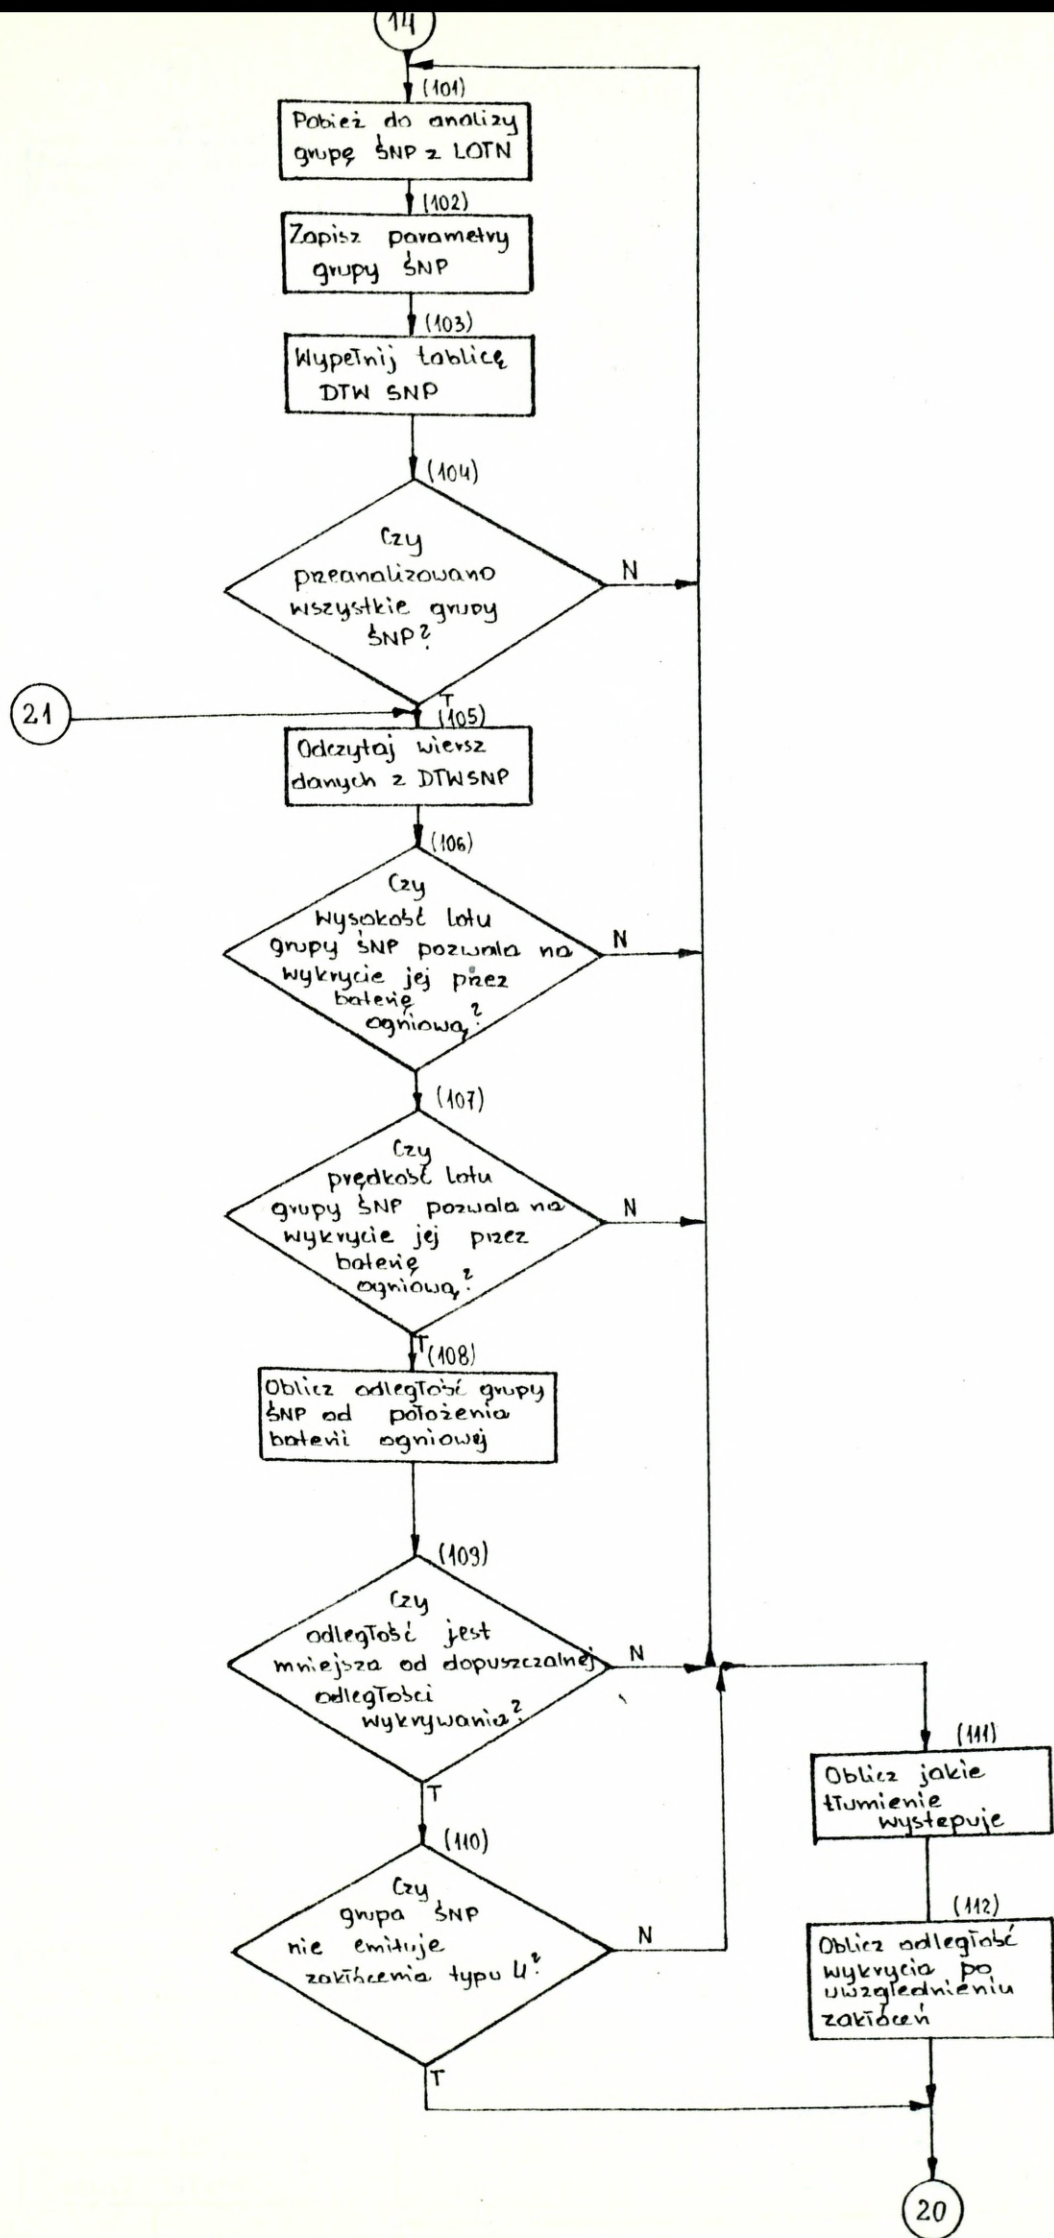 14
(101)
Pobież do analizy
grupę ŚNP z LOTN
(102)
Zapisz parametry
grupy ŚNP
(103)
Wypełnij tablicę
DTW SNP
(104)
Czy
przeanalizowano
wszystkie grupy
ŚNP?
N
T
21
(105)
Odczytaj wiersz
danych z DTWSNP
(106)
Czy
wysokość lotu
grupy ŚNP pozwala na
wykrycie jej przez
baterię
ogniową?
N
(107)
Czy
prędkość lotu
grupy ŚNP pozwala na
wykrycie jej przez
baterię
ogniową?
N
T
(108)
Oblicz odległość grupy
ŚNP od położenia
baterii ogniowej
(109)
Czy
odległość jest
mniejsza od dopuszczalnej
odległości
wykrywania?
N
T
(110)
Czy
grupa ŚNP
nie emituje
zakłócenia typu 4?
N
T
(111)
Oblicz jakie
tłumienie
wystepuje
(112)
Oblicz odległość
wykrycia po
uwzglednieniu
zakłóceń
20